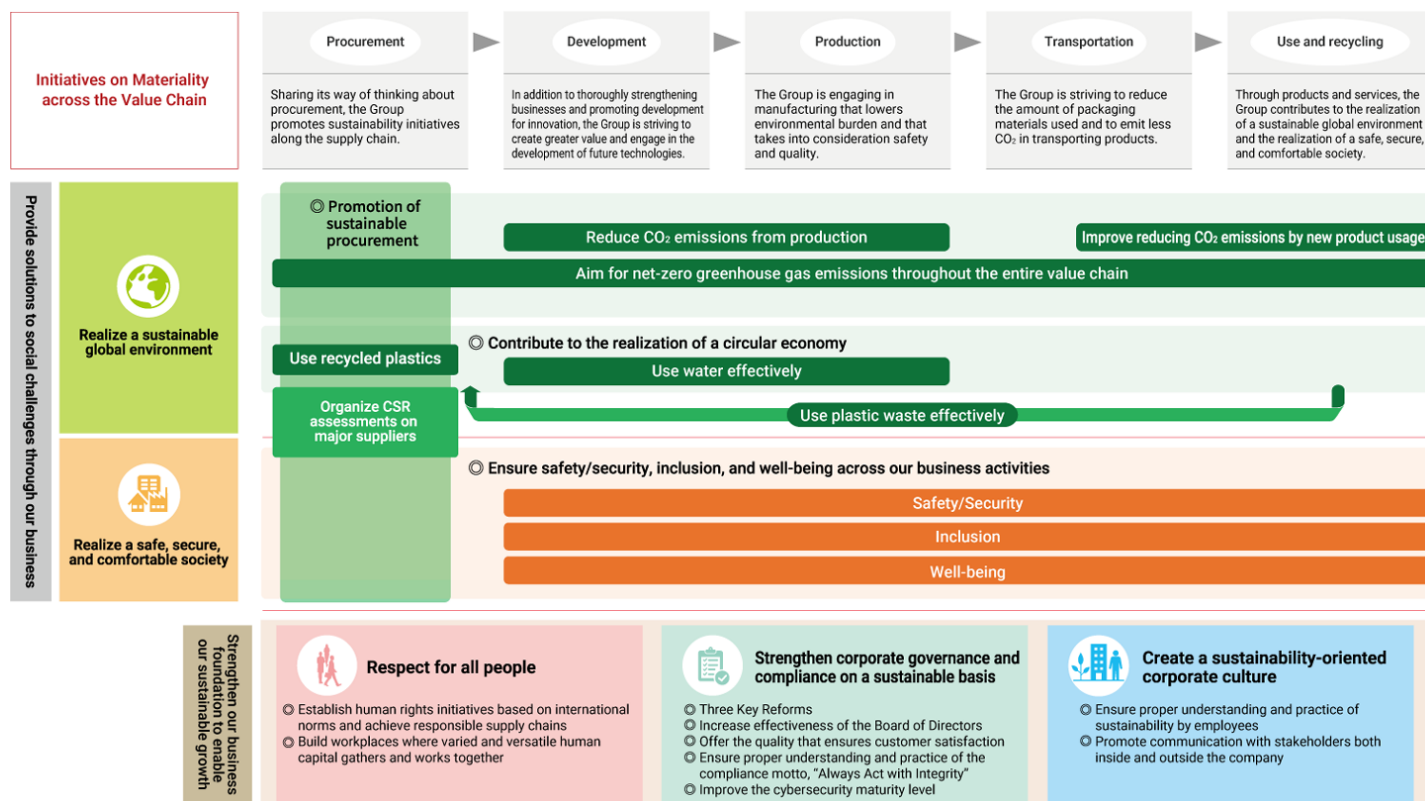 Initiatives on Materiality
across the Value Chain
Procurement
Sharing its way of thinking about
procurement, the Group
promotes sustainability initiatives
along the supply chain.
Development
In addition to thoroughly strengthening
businesses and promoting development
for innovation, the Group is striving to
create greater value and engage in the
development of future technologies.
Production
The Group is engaging in
manufacturing that lowers
environmental burden and that
takes into consideration safety
and quality.
Transportation
The Group is striving to reduce
the amount of packaging
materials used and to emit less
CO₂ in transporting products.
Use and recycling
Through products and services, the
Group contributes to the realization
of a sustainable global environment
and the realization of a safe, secure,
and comfortable society.
Provide solutions to social challenges through our business
Realize a sustainable
global environment
◎ Promotion of
sustainable
procurement
Reduce CO₂ emissions from production
Improve reducing CO₂ emissions by new product usage
Aim for net-zero greenhouse gas emissions throughout the entire value chain
◎ Contribute to the realization of a circular economy
Use recycled plastics
Use water effectively
Organize CSR
assessments on
major suppliers
Use plastic waste effectively
Realize a safe, secure,
and comfortable society
◎ Ensure safety/security, inclusion, and well-being across our business activities
Safety/Security
Inclusion
Well-being
Strengthen our business
foundation to enable
our sustainable growth
Respect for all people
◎ Establish human rights initiatives based on international
norms and achieve responsible supply chains
◎ Build workplaces where varied and versatile human
capital gathers and works together
Strengthen corporate governance and
compliance on a sustainable basis
◎ Three Key Reforms
◎ Increase effectiveness of the Board of Directors
◎ Offer the quality that ensures customer satisfaction
◎ Ensure proper understanding and practice of the
compliance motto, “Always Act with Integrity”
◎ Improve the cybersecurity maturity level
Create a sustainability-oriented
corporate culture
◎ Ensure proper understanding and practice of
sustainability by employees
◎ Promote communication with stakeholders both
inside and outside the company